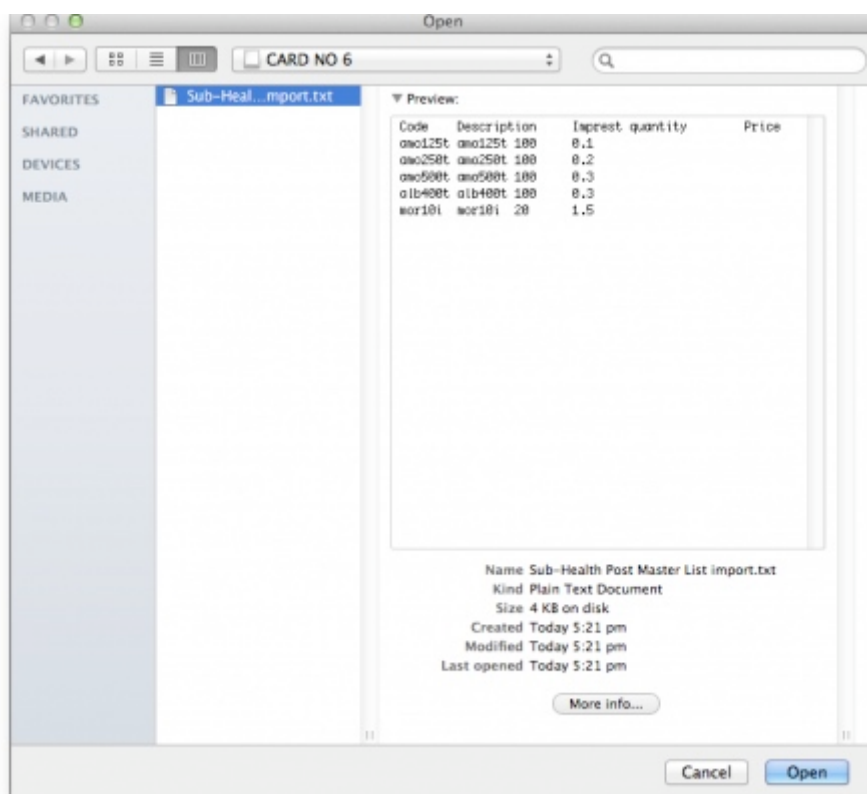 Open
CARD NO 6
FAVORITES
SHARED
DEVICES
MEDIA
Sub-Heal...mport.txt
Preview:
Code Description Imprest quantity Price
amo125t amo125t 100 0.1
amo250t amo250t 100 0.2
amo500t amo500t 100 0.3
alb400t alb400t 100 0.3
mor10i mor10i 20 1.5
Name Sub-Health Post Master List import.txt
Kind Plain Text Document
Size 4 KB on disk
Created Today 5:21 pm
Modified Today 5:21 pm
Last opened Today 5:21 pm
More info...
Cancel Open